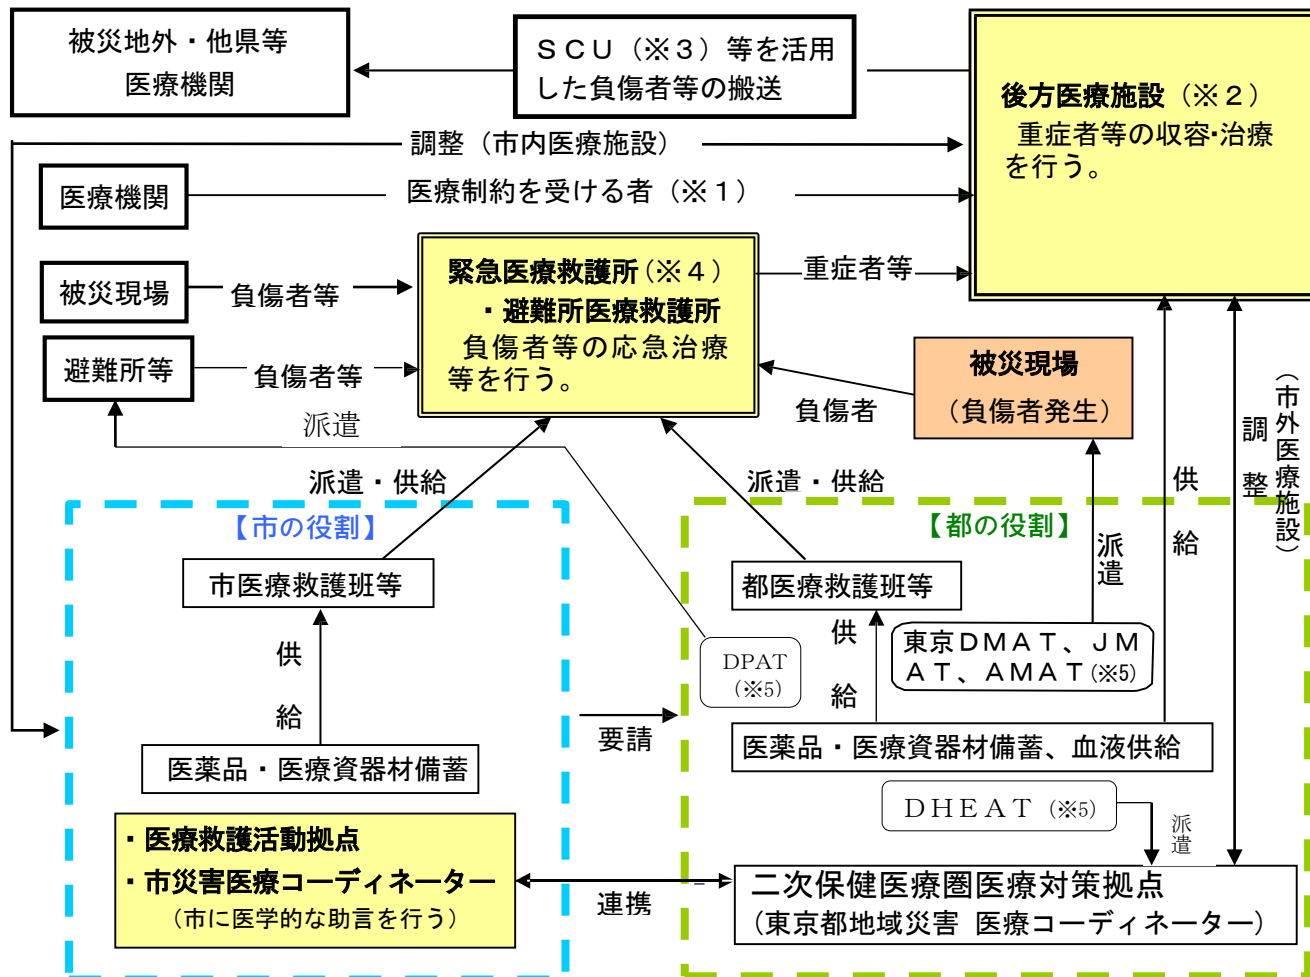 被災地外・他県等
医療機関
ＳＣＵ（※３）等を活用
した負傷者等の搬送
後方医療施設（※２）
重症者等の収容･治療
を行う。
調整（市内医療施設）
医療機関
医療制約を受ける者（※１）
緊急医療救護所（※４）
・避難所医療救護所
負傷者等の応急治療
等を行う。
重症者等
被災現場
負傷者等
避難所等
負傷者等
被災現場
（負傷者発生）
負傷者
派遣
派遣・供給
派遣・供給
供
給
調
整
（市外医療施設）
【市の役割】
【都の役割】
派遣
市医療救護班等
都医療救護班等
供
給
供
給
DPAT
（※5）
東京ＤＭＡＴ、ＪＭ
ＡＴ、ＡＭＡＴ（※5）
要請
医薬品・医療資器材備蓄
医薬品・医療資器材備蓄、血液供給
ＤＨＥＡＴ（※5）
派遣
・医療救護活動拠点
・市災害医療コーディネーター
（市に医学的な助言を行う）
連携
二次保健医療圏医療対策拠点
（東京都地域災害 医療コーディネーター）